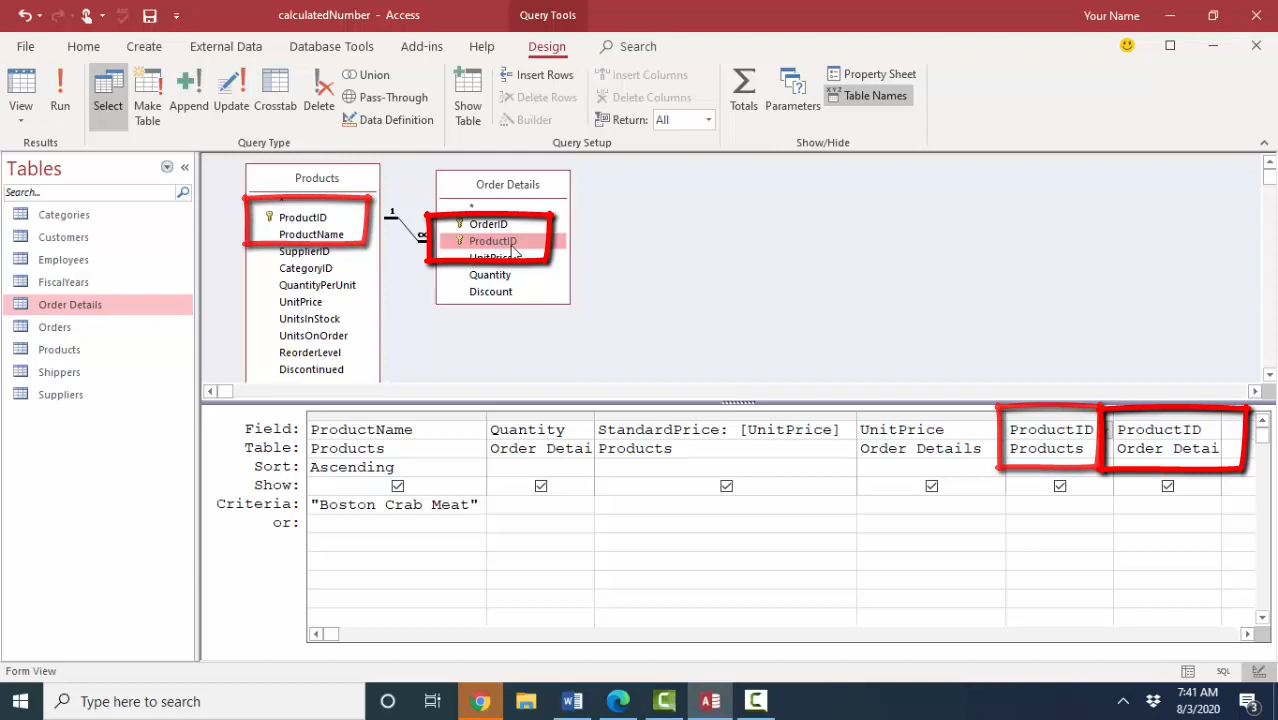 calculatedNumber - Access
Query Tools
Your Name
File Home Create External Data Database Tools Add-ins Help Design Search
View
Run
Select
Make Table
Append
Update
Crosstab
Delete
Union
Pass-Through
Data Definition
Show Table
Insert Rows
Delete Rows
Builder
Insert Columns
Delete Columns
Return: All
Totals
Parameters
Property Sheet
XYZ Table Names
Results
Query Type
Query Setup
Show/Hide
Tables
Search...
Categories
Customers
Employees
FiscalYears
Order Details
Orders
Products
Shippers
Suppliers
Products
*
ProductID
ProductName
SupplierID
CategoryID
QuantityPerUnit
UnitPrice
UnitsInStock
UnitsOnOrder
ReorderLevel
Discontinued
1
∞
Order Details
*
OrderID
ProductID
UnitPrice
Quantity
Discount
Field: ProductName Quantity StandardPrice: [UnitPrice] UnitPrice ProductID ProductID
Table: Products Order Detai Products Order Details Products Order Detai
Sort: Ascending
Show:
Criteria: "Boston Crab Meat"
or:
Form View
SQL
Type here to search
7:41 AM
8/3/2020
3